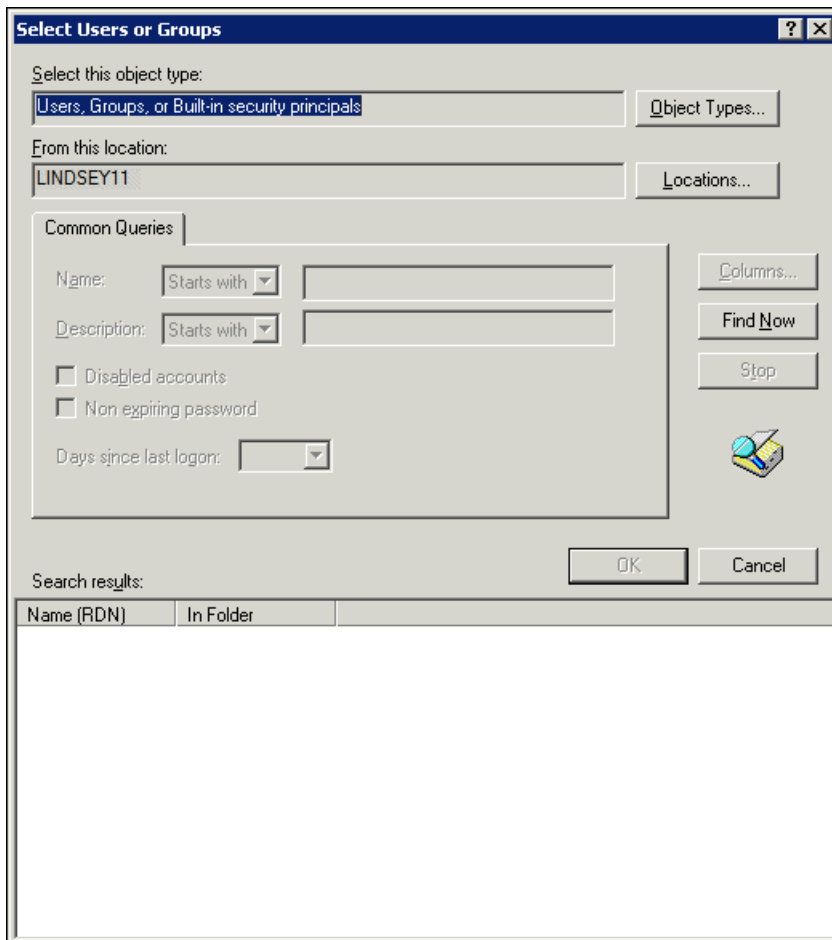 Select Users or Groups
Select this object type:
Users, Groups, or Built-in security principals
Object Types...
From this location:
LINDSEY11
Locations...
Common Queries
Name: Starts with
Description: Starts with
Disabled accounts
Non expiring password
Days since last logon:
Columns...
Find Now
Stop
OK Cancel
Search results:
Name (RDN) In Folder